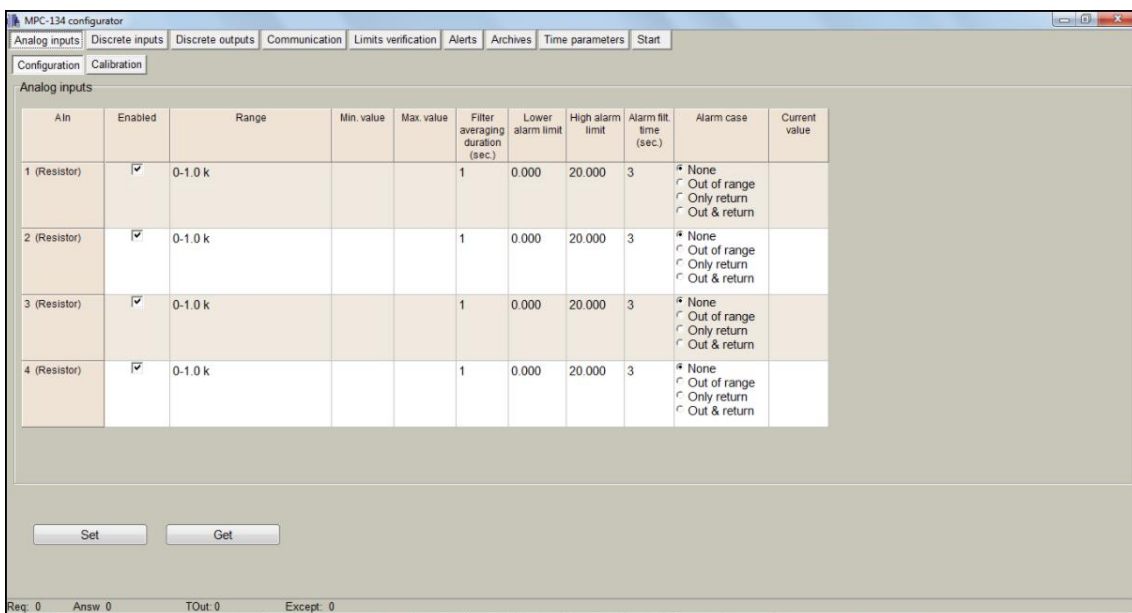 MPC-134 configurator
Analog inputs Discrete inputs Discrete outputs Communication Limits verification Alerts Archives Time parameters Start
Configuration Calibration
Analog inputs
AIn Enabled Range Min. value Max. value Filter averaging duration (sec.) Lower alarm limit High alarm limit Alarm filt. time (sec.) Alarm case Current value
1 (Resistor) 0-1.0 k 1 0.000 20.000 3 None
Out of range
Only return
Out & return
2 (Resistor) 0-1.0 k 1 0.000 20.000 3 None
Out of range
Only return
Out & return
3 (Resistor) 0-1.0 k 1 0.000 20.000 3 None
Out of range
Only return
Out & return
4 (Resistor) 0-1.0 k 1 0.000 20.000 3 None
Out of range
Only return
Out & return
Set Get
Req: 0 Answ 0 TOut: 0 Except: 0